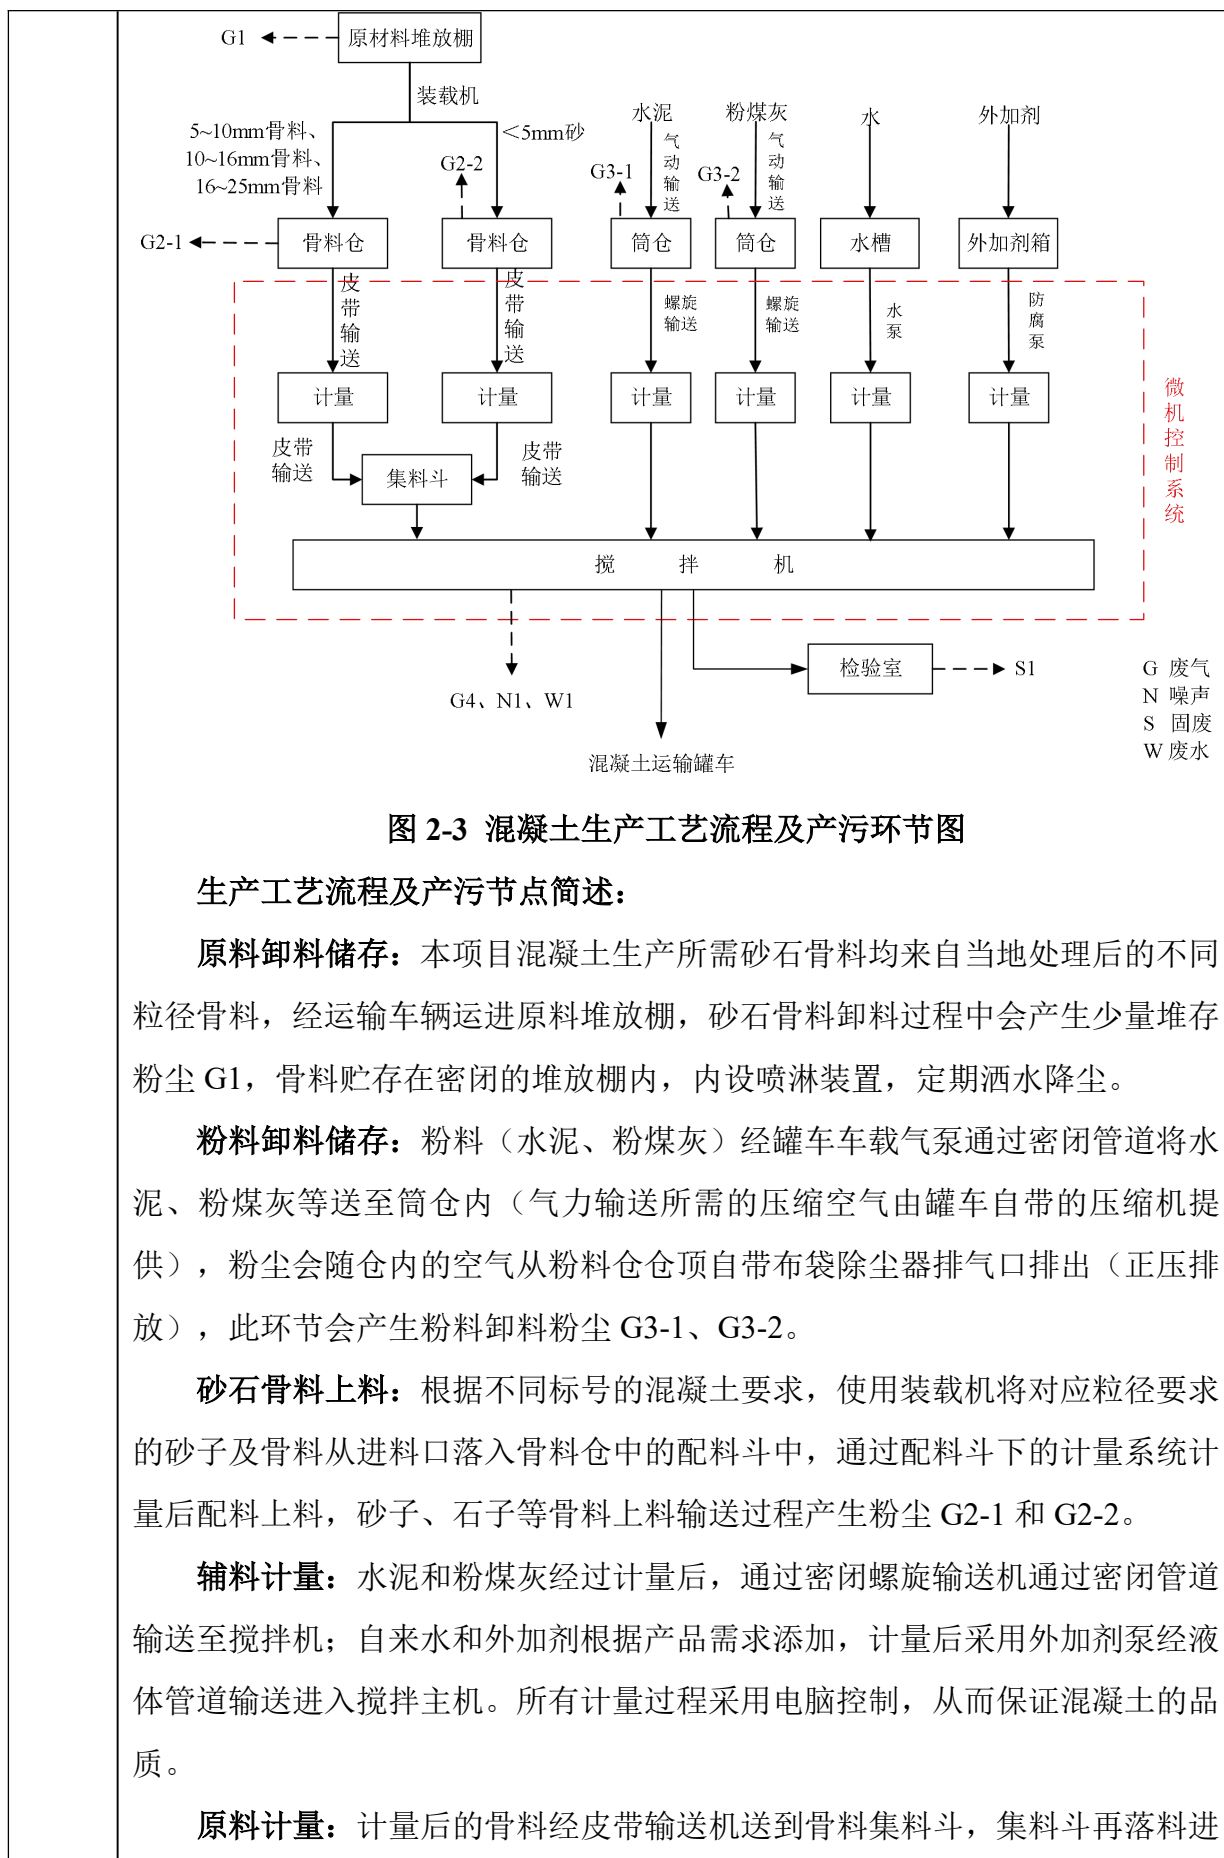 G1
原材料堆放棚
装载机
5~10mm骨料、
10~16mm骨料、
16~25mm骨料
<5mm砂
水泥
粉煤灰
水
外加剂
气动输送
气动输送
G2-2
G3-1
G3-2
G2-1
骨料仓
骨料仓
筒仓
筒仓
水槽
外加剂箱
皮带输送
皮带输送
螺旋
输送
螺旋
输送
水泵
防腐泵
计量
计量
计量
计量
计量
计量
微机控制系统
皮带
输送
集料斗
皮带
输送
搅 拌 机
检验室
S1
G4、N1、W1
混凝土运输罐车
G 废气
N 噪声
S 固废
W 废水
图 2-3 混凝土生产工艺流程及产污环节图
生产工艺流程及产污节点简述：
原料卸料储存：本项目混凝土生产所需砂石骨料均来自当地处理后的不同
粒径骨料，经运输车辆运进原料堆放棚，砂石骨料卸料过程中会产生少量堆存
粉尘 G1，骨料贮存在密闭的堆放棚内，内设喷淋装置，定期洒水降尘。
粉料卸料储存：粉料（水泥、粉煤灰）经罐车车载气泵通过密闭管道将水
泥、粉煤灰等送至筒仓内（气力输送所需的压缩空气由罐车自带的压缩机提
供），粉尘会随仓内的空气从粉料仓仓顶自带布袋除尘器排气口排出（正压排
放），此环节会产生粉料卸料粉尘 G3-1、G3-2。
砂石骨料上料：根据不同标号的混凝土要求，使用装载机将对应粒径要求
的砂子及骨料从进料口落入骨料仓中的配料斗中，通过配料斗下的计量系统计
量后配料上料，砂子、石子等骨料上料输送过程产生粉尘 G2-1 和 G2-2。
辅料计量：水泥和粉煤灰经过计量后，通过密闭螺旋输送机通过密闭管道
输送至搅拌机；自来水和外加剂根据产品需求添加，计量后采用外加剂泵经液
体管道输送进入搅拌主机。所有计量过程采用电脑控制，从而保证混凝土的品
质。
原料计量：计量后的骨料经皮带输送机送到骨料集料斗，集料斗再落料进